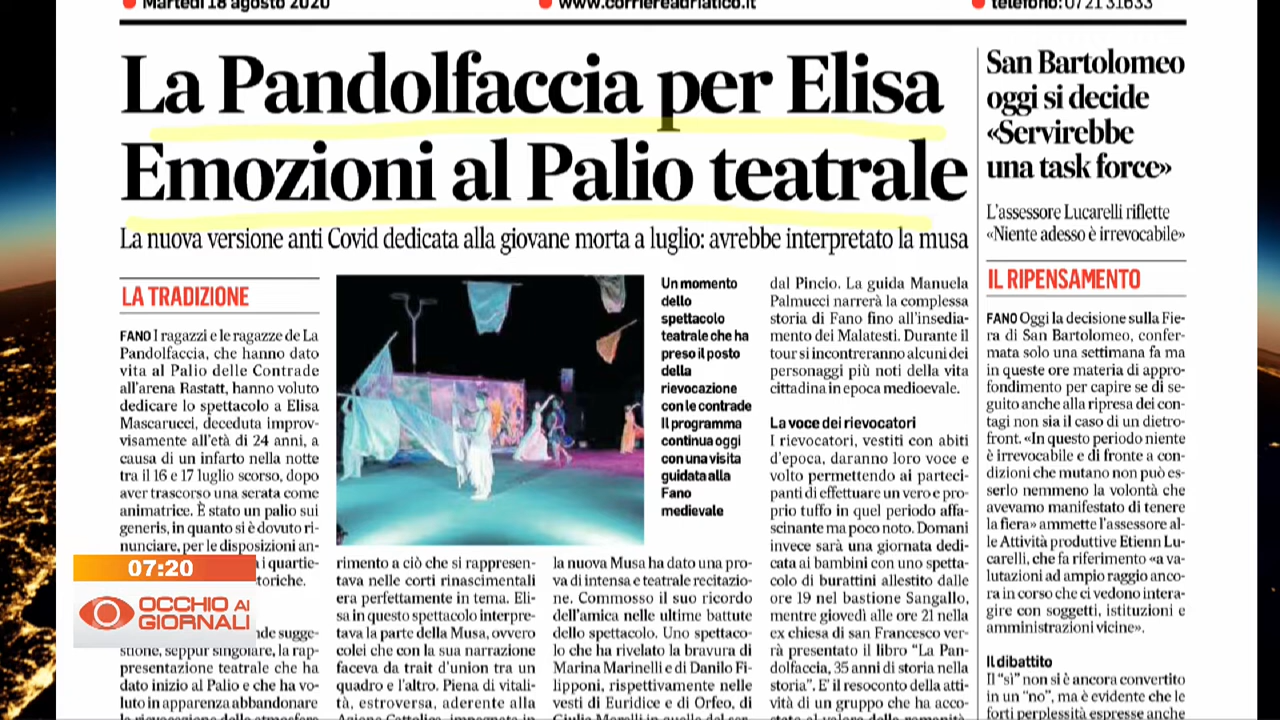 Martedì 18 agosto 2020
www.corriereadriatico.it
telefono: 0721 31633
La Pandolfaccia per Elisa
Emozioni al Palio teatrale
La nuova versione anti Covid dedicata alla giovane morta a luglio: avrebbe interpretato la musa
LA TRADIZIONE
FANO I ragazzi e le ragazze de La
Pandolfaccia, che hanno dato
vita al Palio delle Contrade
all'arena Rastatt, hanno voluto
dedicare lo spettacolo a Elisa
Mascarucci, deceduta improv-
visamente all'età di 24 anni, a
causa di un infarto nella notte
tra il 16 e 17 luglio scorso, dopo
aver trascorso una serata come
animatrice. È stato un palio sui
generis, in quanto si è dovuto ri-
nunciare, per le disposizioni an-
a i quartie-
toriche.
nde sugge-
stione, seppur singolare, la rap-
presentazione teatrale che ha
dato inizio al Palio e che ha vo-
luto in apparenza abbandonare
Un momento
dello
spettacolo
teatrale che ha
preso il posto
della
rievocazione
con le contrade
Il programma
continua oggi
con una visita
guidata alla
Fano
medievale
rimento a ciò che si rappresen-
tava nelle corti rinascimentali
era perfettamente in tema. Eli-
sa in questo spettacolo interpre-
tava la parte della Musa, ovvero
colei che con la sua narrazione
faceva da trait d'union tra un
quadro e l'altro. Piena di vitali-
tà, estroversa, aderente alla
la nuova Musa ha dato una pro-
va di intensa e teatrale recitazio-
ne. Commosso il suo ricordo
dell'amica nelle ultime battute
dello spettacolo. Uno spettaco-
lo che ha rivelato la bravura di
Marina Marinelli e di Danilo Fi-
lipponi, rispettivamente nelle
vesti di Euridice e di Orfeo, di
dal Pincio. La guida Manuela
Palmucci narrerà la complessa
storia di Fano fino all'insedia-
mento dei Malatesti. Durante il
tour si incontreranno alcuni dei
personaggi più noti della vita
cittadina in epoca medioevale.
La voce dei rievocatori
I rievocatori, vestiti con abiti
d'epoca, daranno loro voce e
volto permettendo ai parteci-
panti di effettuare un vero e pro-
prio tuffo in quel periodo affa-
scinante ma poco noto. Domani
invece sarà una giornata dedi-
cata ai bambini con uno spetta-
colo di burattini allestito dalle
ore 19 nel bastione Sangallo,
mentre giovedì alle ore 21 nella
ex chiesa di san Francesco ver-
rà presentato il libro "La Pan-
dolfaccia, 35 anni di storia nella
storia". E' il resoconto della atti-
vità di un gruppo che ha acco-
San Bartolomeo
oggi si decide
«Servirebbe
una task force»
L'assessore Lucarelli riflette
«Niente adesso è irrevocabile»
IL RIPENSAMENTO
FANO Oggi la decisione sulla Fie-
ra di San Bartolomeo, confer-
mata solo una settimana fa ma
in queste ore materia di appro-
fondimento per capire se di se-
guito anche alla ripresa dei con-
tagi non sia il caso di un dietro-
front. «In questo periodo niente
è irrevocabile e di fronte a con-
dizioni che mutano non può es-
serlo nemmeno la volontà che
avevamo manifestato di tenere
la fiera» ammette l'assessore al-
le Attività produttive Etienn Lu-
carelli, che fa riferimento «a va-
lutazioni ad ampio raggio anco-
ra in corso che ci vedono intera-
gire con soggetti, istituzioni e
amministrazioni vicine».
Il dibattito
Il "sì" non si è ancora convertito
in un "no", ma è evidente che le
forti perplessità espresse anche
07:20
OCCHIO AI
GIORNALI